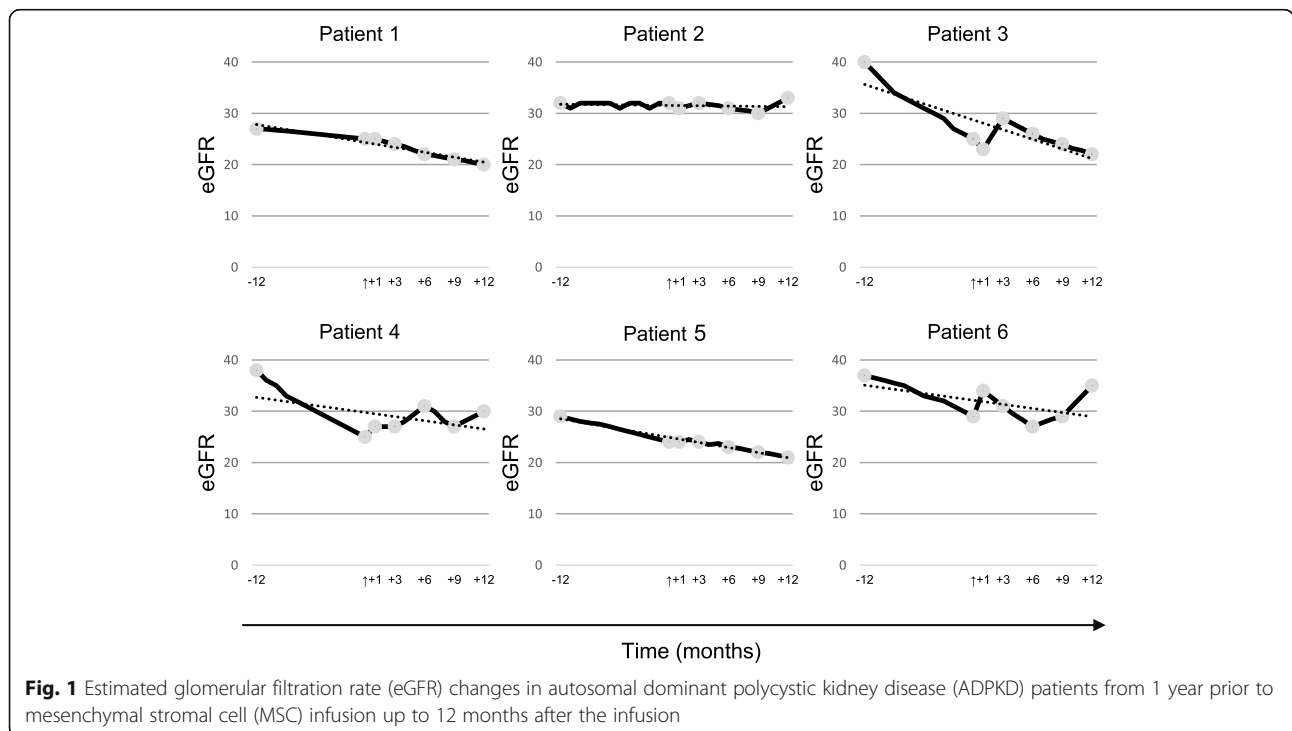 Patient 1
Patient 2
Patient 3
40
30
20
10
0
eGFR
-12 ↑+1 +3 +6 +9 +12
40
30
20
10
0
eGFR
-12 ↑+1 +3 +6 +9 +12
40
30
20
10
0
eGFR
-12 ↑+1 +3 +6 +9 +12
Patient 4
Patient 5
Patient 6
40
30
20
10
0
eGFR
-12 ↑+1 +3 +6 +9 +12
40
30
20
10
0
eGFR
-12 ↑+1 +3 +6 +9 +12
40
30
20
10
0
eGFR
-12 ↑+1 +3 +6 +9 +12
Time (months)
Fig. 1 Estimated glomerular filtration rate (eGFR) changes in autosomal dominant polycystic kidney disease (ADPKD) patients from 1 year prior to
mesenchymal stromal cell (MSC) infusion up to 12 months after the infusion